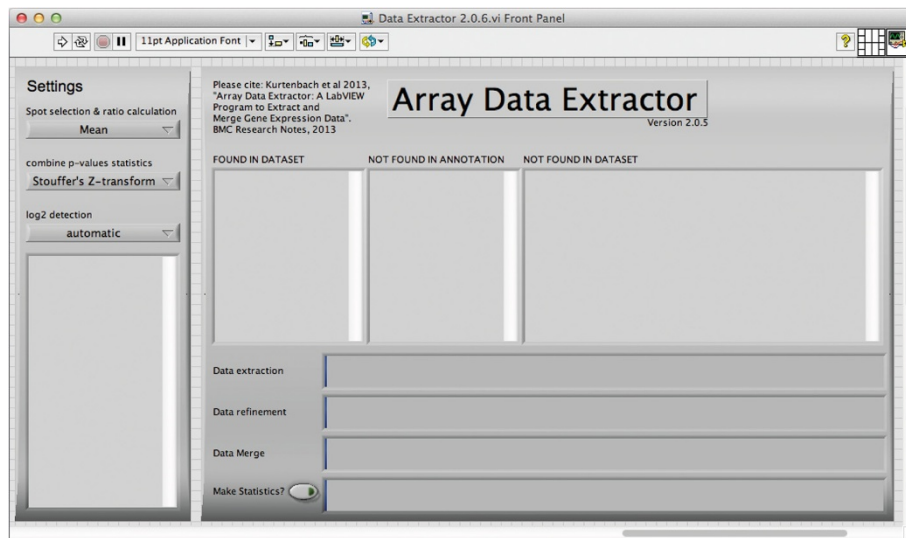 Data Extractor 2.0.6.vi Front Panel
11pt Application Font
?
Settings
Spot selection & ratio calculation
Mean
combine p-values statistics
Stouffer's Z-transform
log2 detection
automatic
Please cite: Kurtenbach et al 2013,
"Array Data Extractor: A LabVIEW
Program to Extract and
Merge Gene Expression Data".
BMC Research Notes, 2013
Array Data Extractor
Version 2.0.5
FOUND IN DATASET
NOT FOUND IN ANNOTATION
NOT FOUND IN DATASET
Data extraction
Data refinement
Data Merge
Make Statistics?